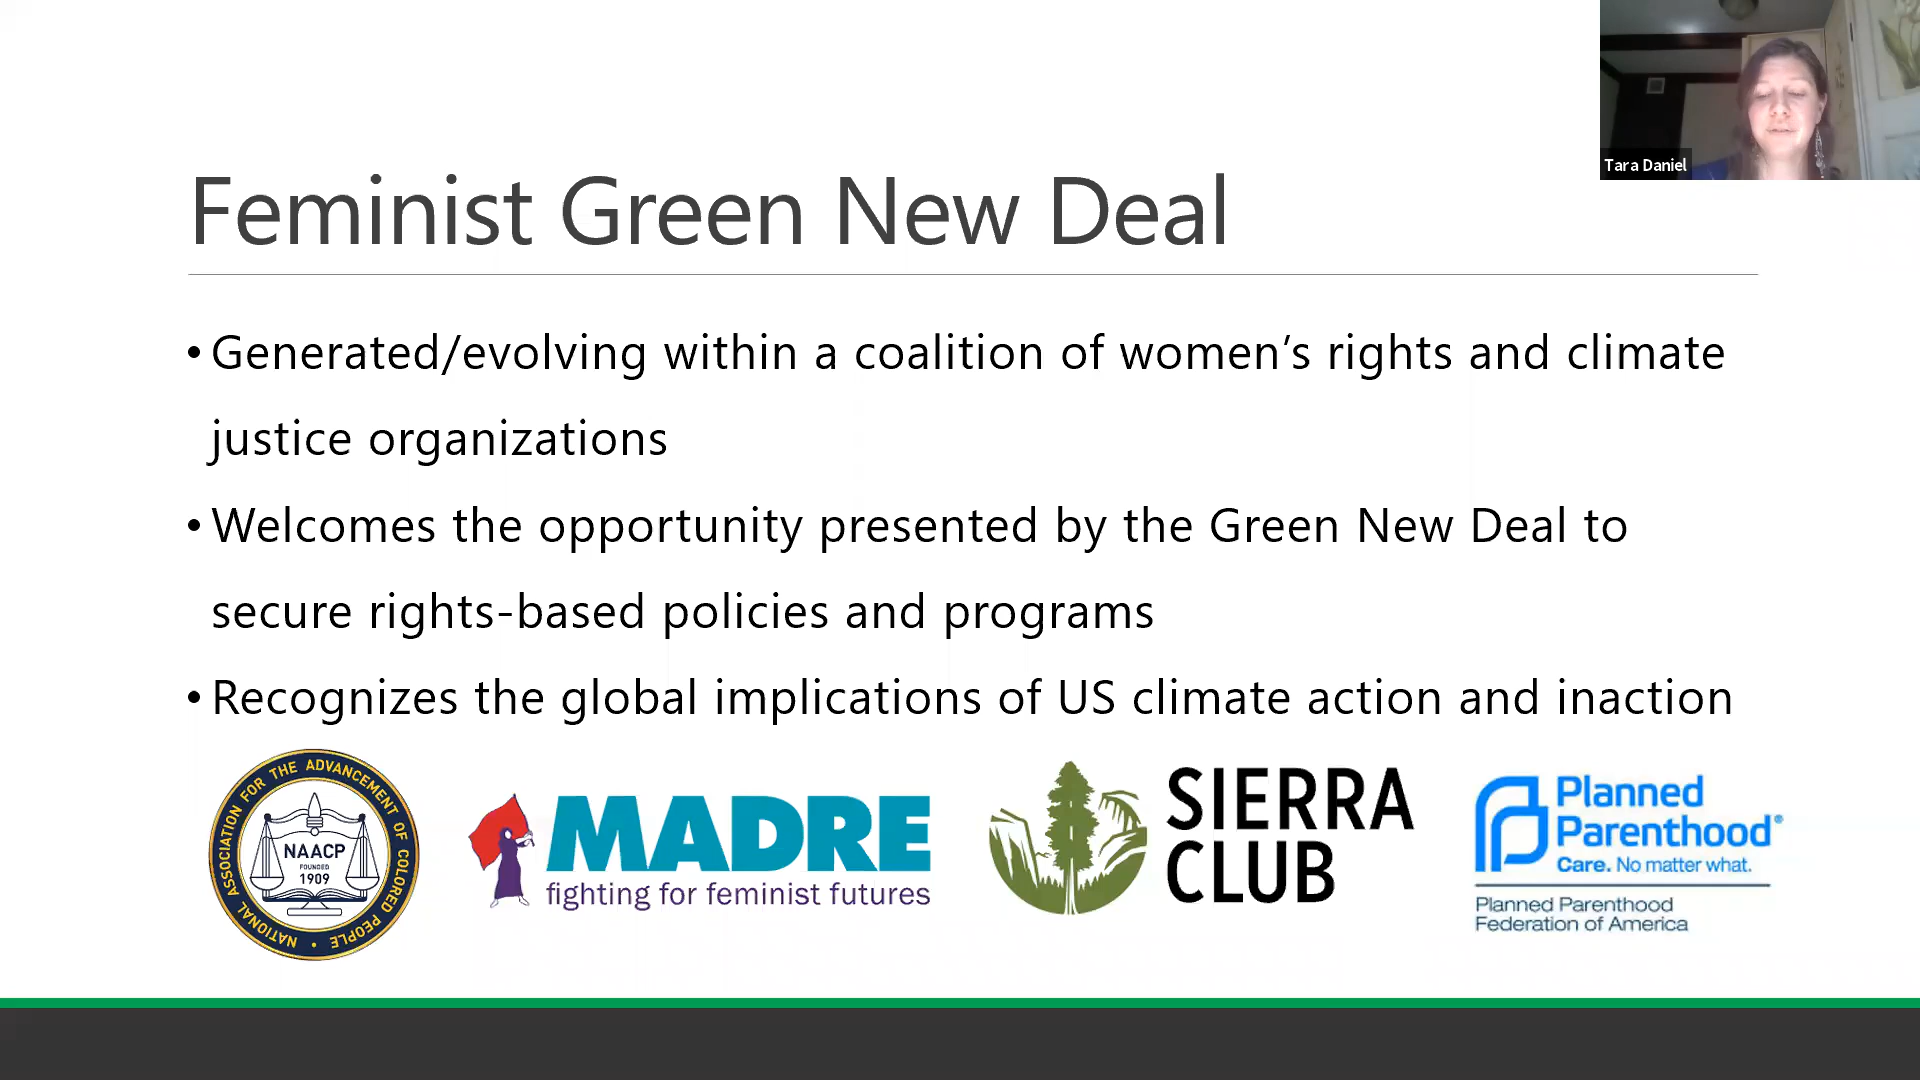 Tara Daniel
Feminist Green New Deal
• Generated/evolving within a coalition of women’s rights and climate
justice organizations
• Welcomes the opportunity presented by the Green New Deal to
secure rights-based policies and programs
• Recognizes the global implications of US climate action and inaction
NATIONAL ASSOCIATION FOR THE ADVANCEMENT OF COLORED PEOPLE •
NAACP
FOUNDED
1909
MADRE
fighting for feminist futures
SIERRA
CLUB
Planned
Parenthood®
Care. No matter what.
Planned Parenthood
Federation of America